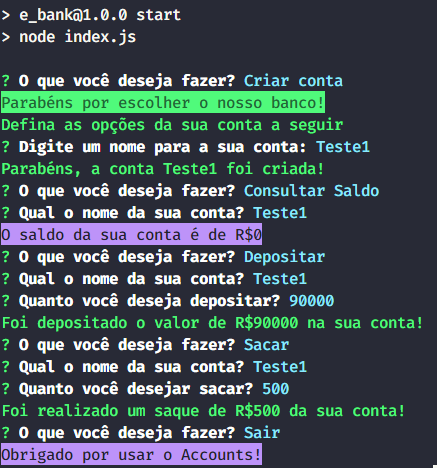 > e_bank@1.0.0 start
> node index.js
? O que você deseja fazer? Criar conta
Parabéns por escolher o nosso banco!
Defina as opções da sua conta a seguir
? Digite um nome para a sua conta: Teste1
Parabéns, a conta Teste1 foi criada!
? O que você deseja fazer? Consultar Saldo
? Qual o nome da sua conta? Teste1
O saldo da sua conta é de R$0
? O que você deseja fazer? Depositar
? Qual o nome da sua conta? Teste1
? Quanto você deseja depositar? 90000
Foi depositado o valor de R$90000 na sua conta!
? O que você deseja fazer? Sacar
? Qual o nome da sua conta? Teste1
? Quanto você desejar sacar? 500
Foi realizado um saque de R$500 da sua conta!
? O que você deseja fazer? Sair
Obrigado por usar o Accounts!